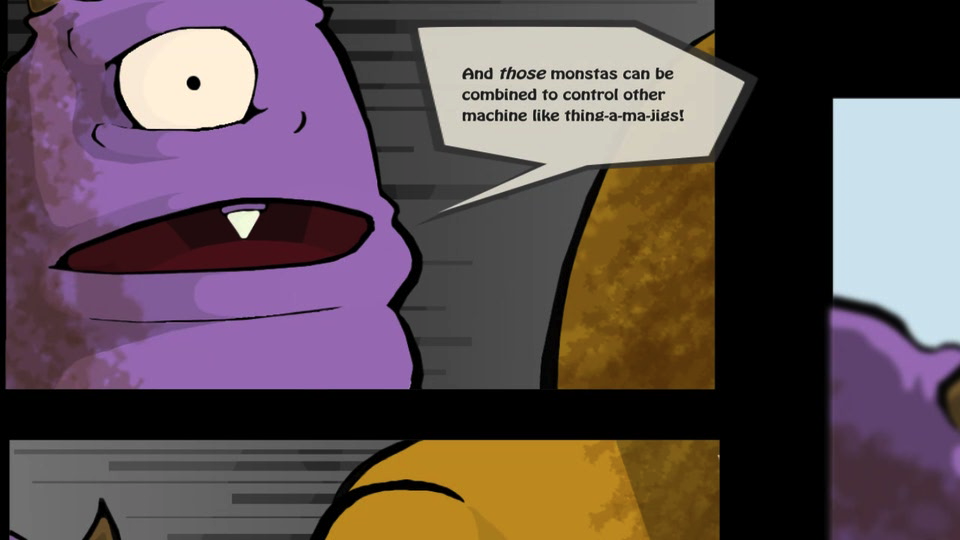 And those monstas can be
combined to control other
machine like thing-a-ma-jigs!